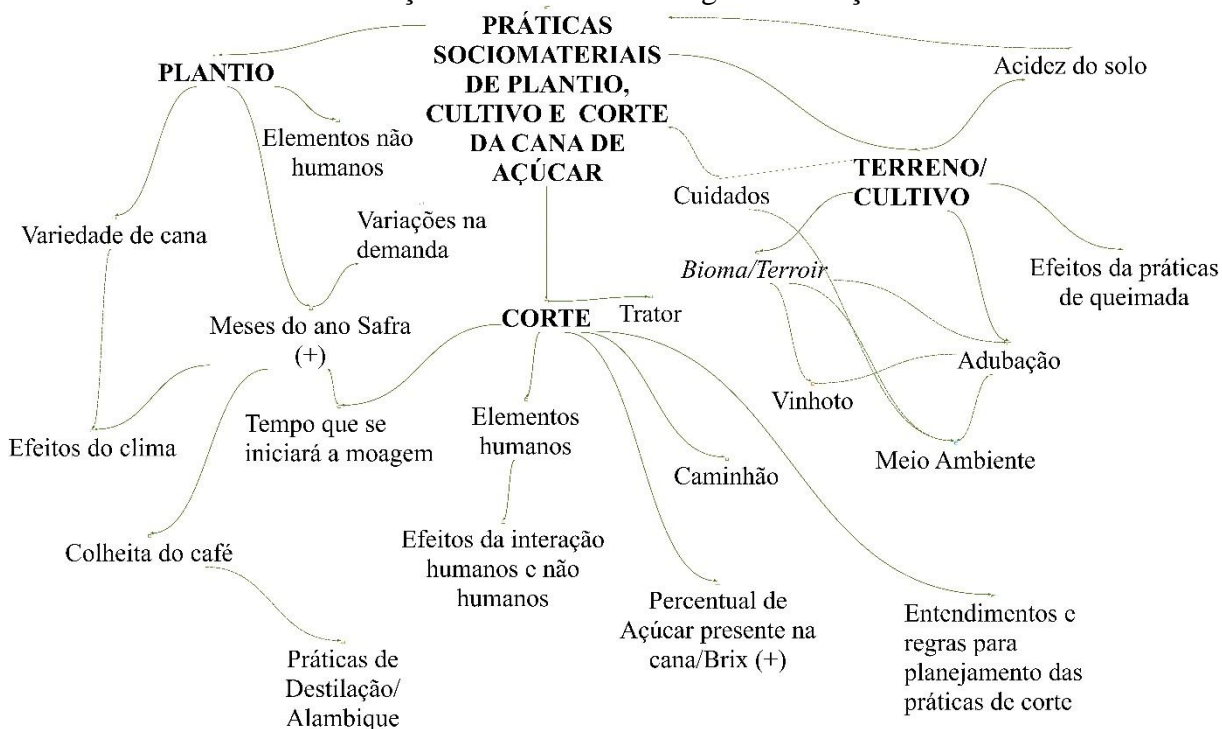 PRÁTICAS
SOCIOMATERIAIS
DE PLANTIO,
CULTIVO E CORTE
DA CANA DE
AÇÚCAR
PLANTIO
Acidez do solo
Elementos não
humanos
TERRENO/
CULTIVO
Cuidados
Variedade de cana
Variações na
demanda
Bioma/Terroir
Efeitos da práticas
de queimada
Meses do ano Safra
(+)
CORTE
Trator
Adubação
Vinhoto
Efeitos do clima
Tempo que se
iniciará a moagem
Elementos
humanos
Caminhão
Meio Ambiente
Colheita do café
Efeitos da interação
humanos e não
humanos
Percentual de
Açúcar presente na
cana/Brix (+)
Entendimentos e
regras para
planejamento das
práticas de corte
Práticas de
Destilação/
Alambique